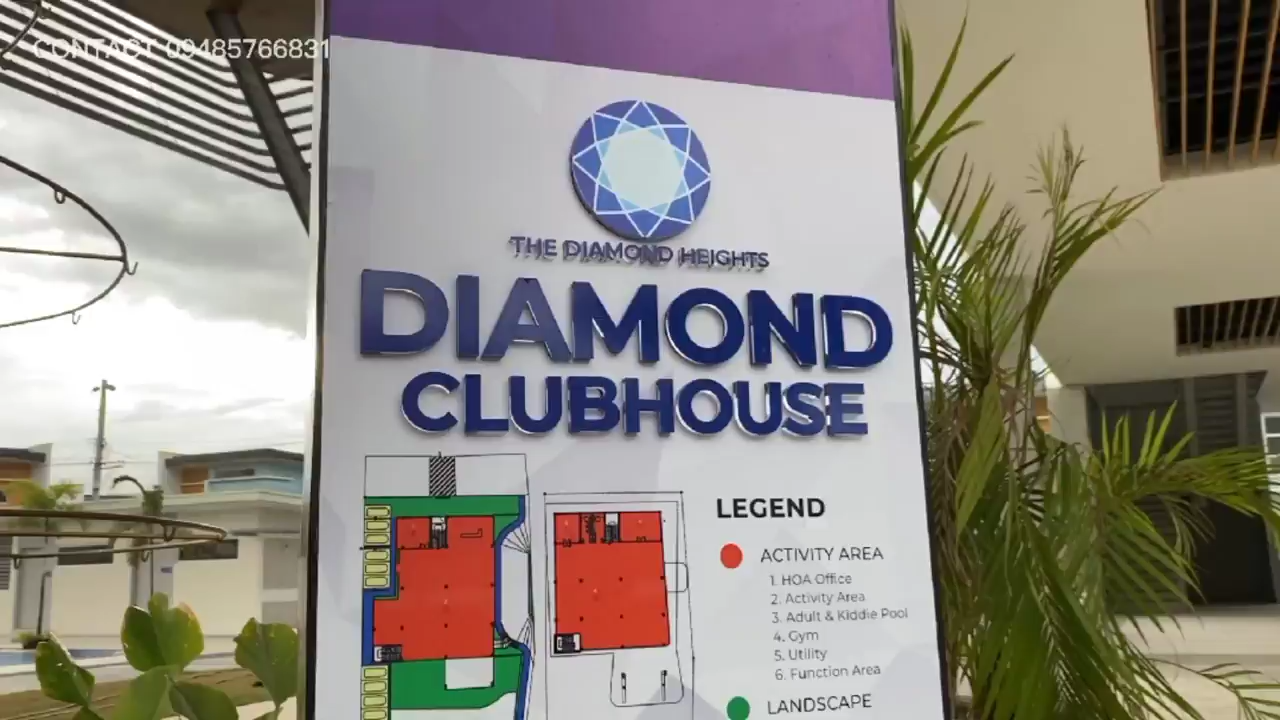 CONTACT 09485766831
THE DIAMOND HEIGHTS
DIAMOND
CLUBHOUSE
LEGEND
ACTIVITY AREA
1. HOA Office
2. Activity Area
3. Adult & Kiddie Pool
4. Gym
5. Utility
6. Function Area
LANDSCAPE